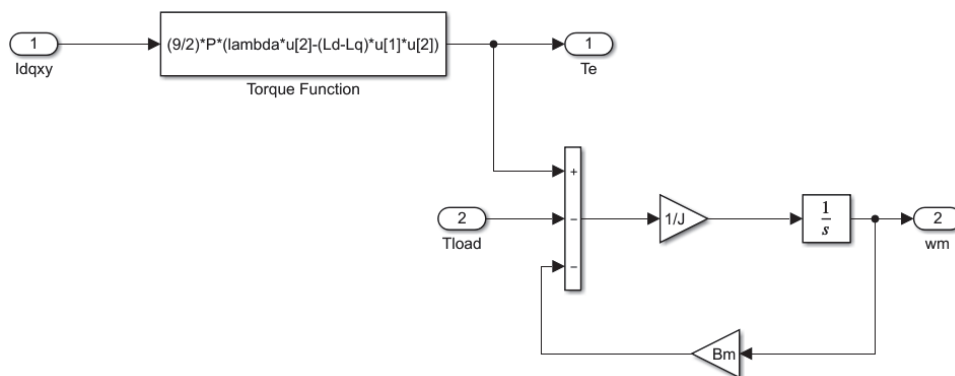 1
Idqxy
(9/2)*P*(lambda*u[2]-(Ld-Lq)*u[1]*u[2])
Torque Function
1
Te
2
Tload
+
−
−
1/J
1
s
2
wm
Bm